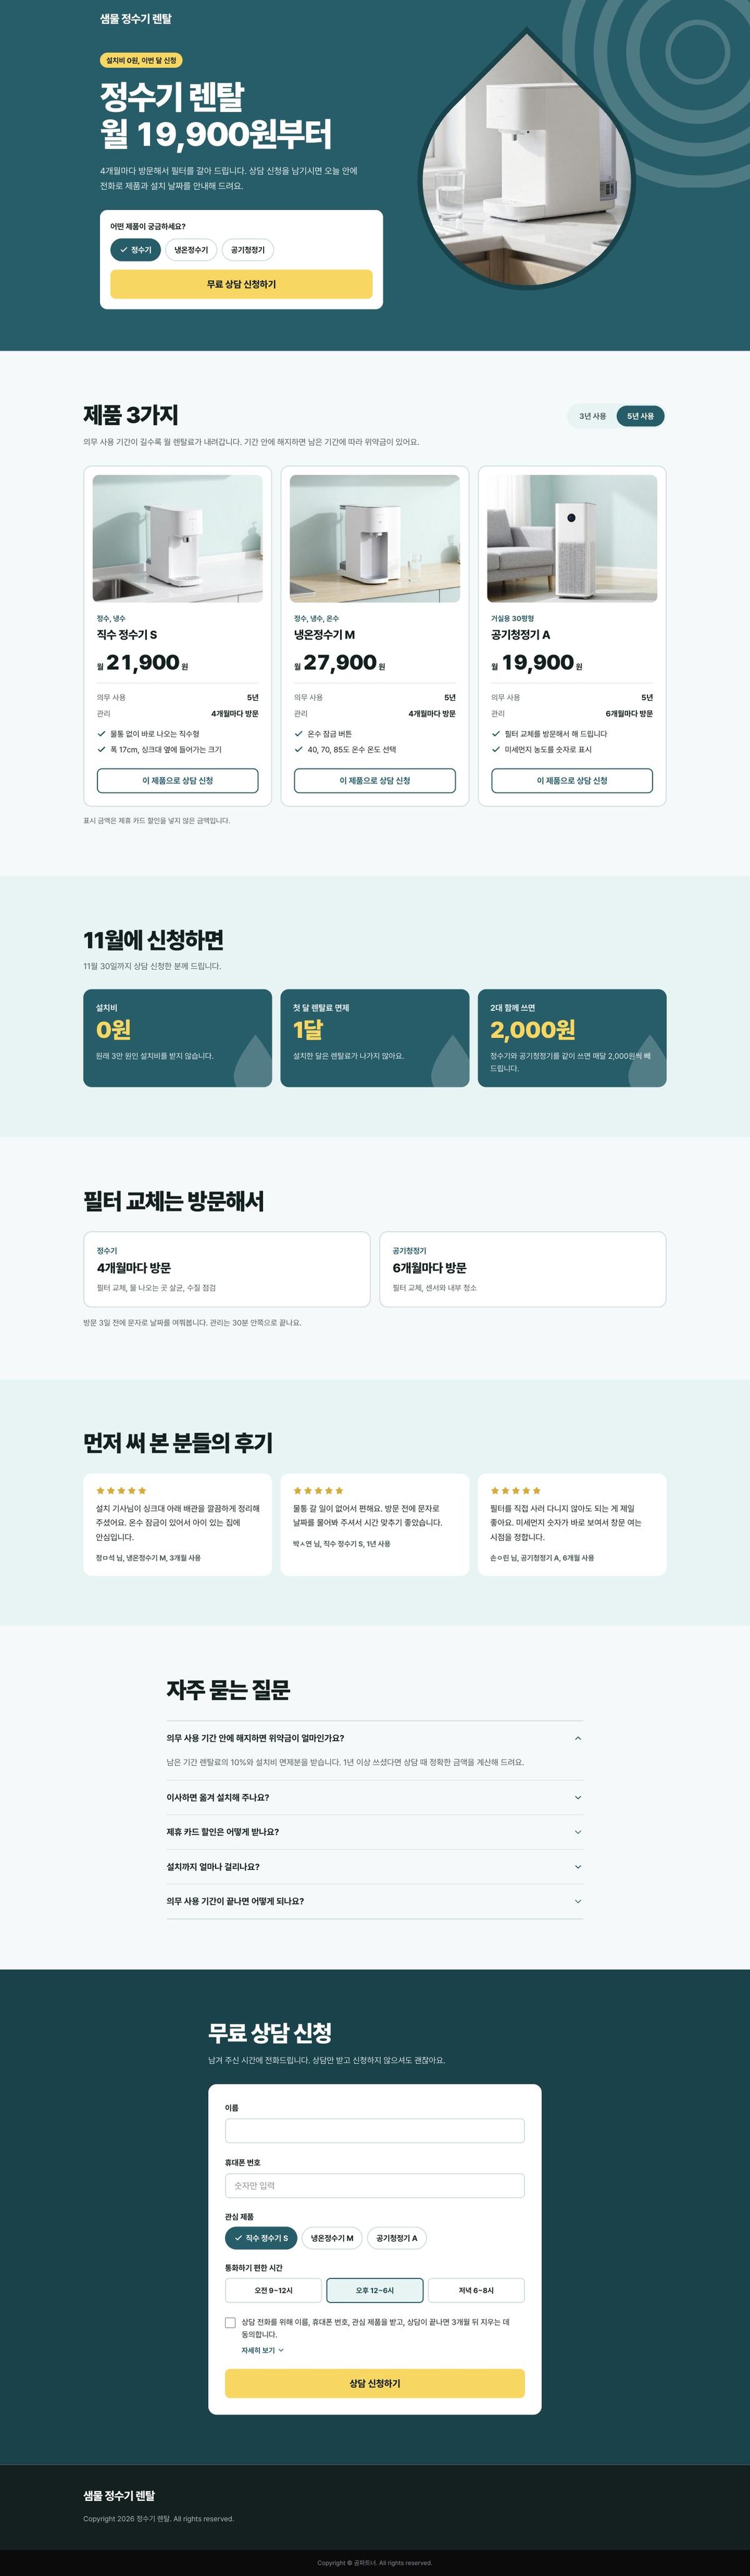 샘물 정수기 렌탈
설치비 0원, 이번 달 신청
정수기 렌탈
월 19,900원부터
4개월마다 방문해서 필터를 갈아 드립니다. 상담 신청을 남기시면 오늘 안에
전화로 제품과 설치 날짜를 안내해 드려요.
어떤 제품이 궁금하세요?
정수기
냉온정수기
공기청정기
무료 상담 신청하기
제품 3가지
3년 사용
5년 사용
의무 사용 기간이 길수록 월 렌탈료가 내려갑니다. 기간 안에 해지하면 남은 기간에 따라 위약금이 있어요.
정수, 냉수
직수 정수기 S
월 21,900 원
의무 사용 5년
관리 4개월마다 방문
물통 없이 바로 나오는 직수형
폭 17cm, 싱크대 옆에 들어가는 크기
이 제품으로 상담 신청
정수, 냉수, 온수
냉온정수기 M
월 27,900 원
의무 사용 5년
관리 4개월마다 방문
온수 잠금 버튼
40, 70, 85도 온수 온도 선택
이 제품으로 상담 신청
거실용 30평형
공기청정기 A
월 19,900 원
의무 사용 5년
관리 6개월마다 방문
필터 교체를 방문해서 해 드립니다
미세먼지 농도를 숫자로 표시
이 제품으로 상담 신청
표시 금액은 제휴 카드 할인을 넣지 않은 금액입니다.
11월에 신청하면
11월 30일까지 상담 신청한 분께 드립니다.
설치비
0원
원래 3만 원인 설치비를 받지 않습니다.
첫 달 렌탈료 면제
1달
설치한 달은 렌탈료가 나가지 않아요.
2대 함께 쓰면
2,000원
정수기와 공기청정기를 같이 쓰면 매달 2,000원씩 빼
드립니다.
필터 교체는 방문해서
정수기
4개월마다 방문
필터 교체, 물 나오는 곳 살균, 수질 점검
공기청정기
6개월마다 방문
필터 교체, 센서와 내부 청소
방문 3일 전에 문자로 날짜를 여쭤봅니다. 관리는 30분 안쪽으로 끝나요.
먼저 써 본 분들의 후기
설치 기사님이 싱크대 아래 배관을 깔끔하게 정리해
주셨어요. 온수 잠금이 있어서 아이 있는 집에
안심입니다.
정ㅁ석 님, 냉온정수기 M, 3개월 사용
물통 갈 일이 없어서 편해요. 방문 전에 문자로
날짜를 물어봐 주셔서 시간 맞추기 좋았습니다.
박ㅅ연 님, 직수 정수기 S, 1년 사용
필터를 직접 사러 다니지 않아도 되는 게 제일
좋아요. 미세먼지 숫자가 바로 보여서 창문 여는
시점을 정합니다.
손ㅇ린 님, 공기청정기 A, 6개월 사용
자주 묻는 질문
의무 사용 기간 안에 해지하면 위약금이 얼마인가요?
남은 기간 렌탈료의 10%와 설치비 면제분을 받습니다. 1년 이상 쓰셨다면 상담 때 정확한 금액을 계산해 드려요.
이사하면 옮겨 설치해 주나요?
제휴 카드 할인은 어떻게 받나요?
설치까지 얼마나 걸리나요?
의무 사용 기간이 끝나면 어떻게 되나요?
무료 상담 신청
남겨 주신 시간에 전화드립니다. 상담만 받고 신청하지 않으셔도 괜찮아요.
이름
휴대폰 번호
숫자만 입력
관심 제품
직수 정수기 S
냉온정수기 M
공기청정기 A
통화하기 편한 시간
오전 9~12시
오후 12~6시
저녁 6~8시
상담 전화를 위해 이름, 휴대폰 번호, 관심 제품을 받고, 상담이 끝나면 3개월 뒤 지우는 데
동의합니다.
자세히 보기
상담 신청하기
샘물 정수기 렌탈
Copyright 2026 정수기 렌탈. All rights reserved.
Copyright © 곰파트너. All rights reserved.